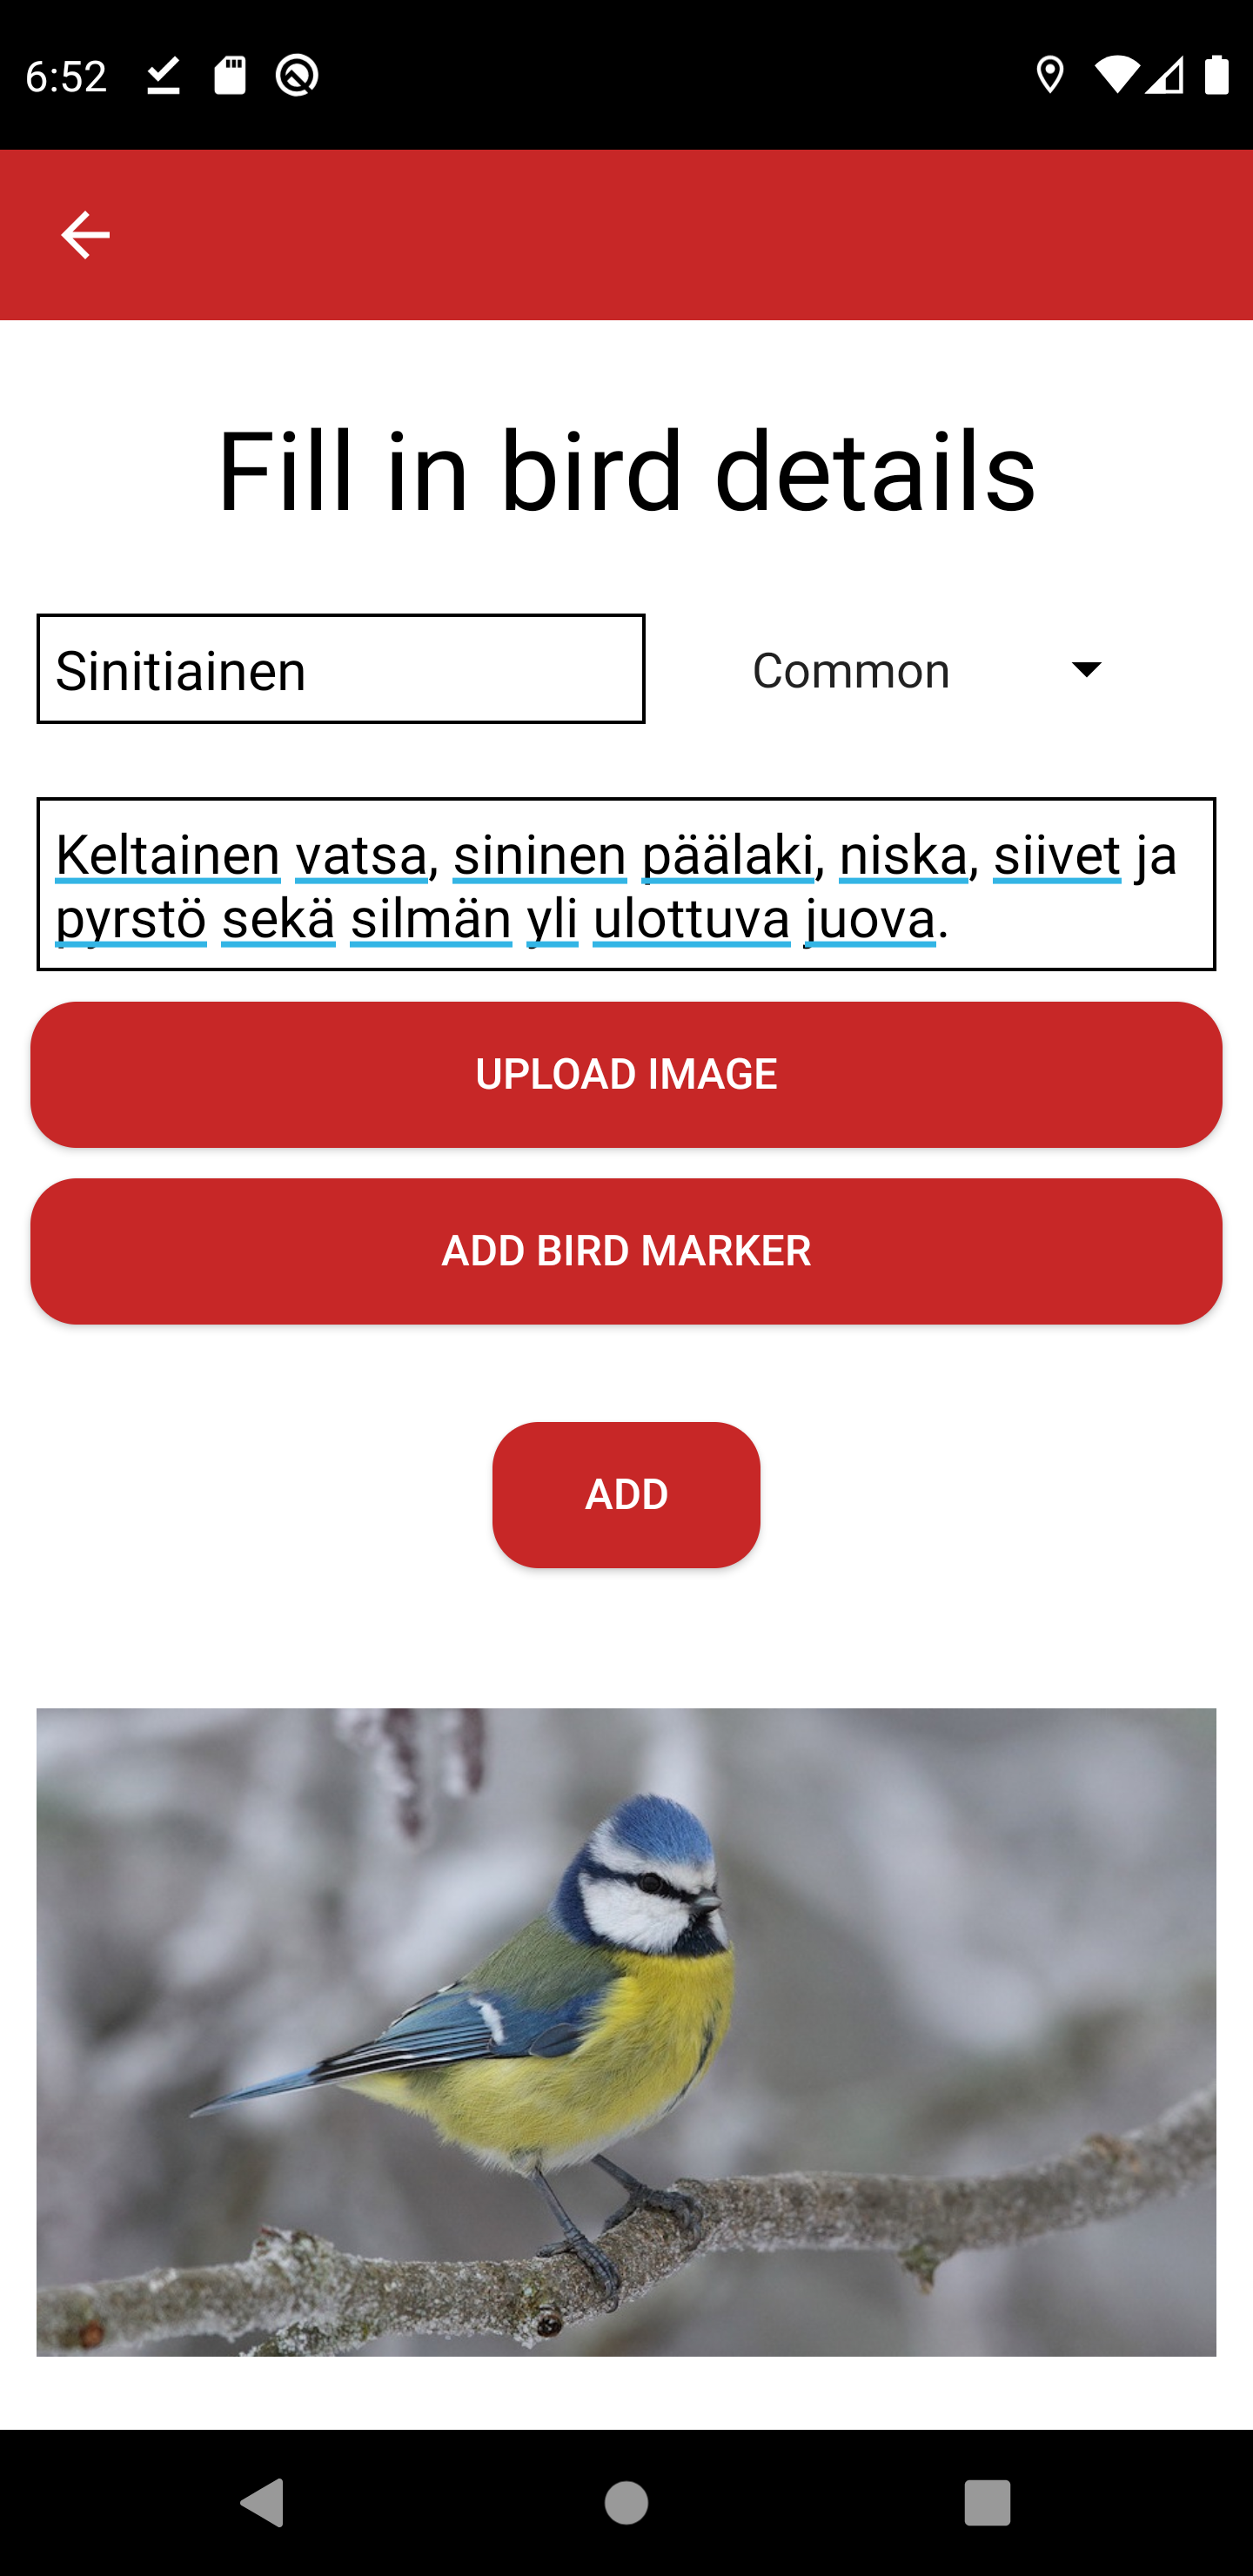 6:52
Fill in bird details
Sinitiainen
Common
Keltainen vatsa, sininen päälaki, niska, siivet ja
pyrstö sekä silmän yli ulottuva juova.
UPLOAD IMAGE
ADD BIRD MARKER
ADD